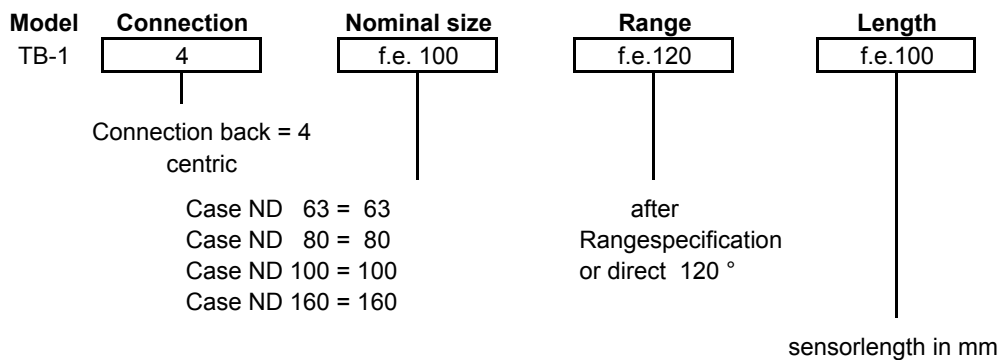 Model Connection Nominal size Range Length
TB-1 4 f.e. 100 f.e.120 f.e.100
Connection back = 4
centric
Case ND 63 = 63
Case ND 80 = 80
Case ND 100 = 100
Case ND 160 = 160
after
Rangespecification
or direct 120 °
sensorlength in mm